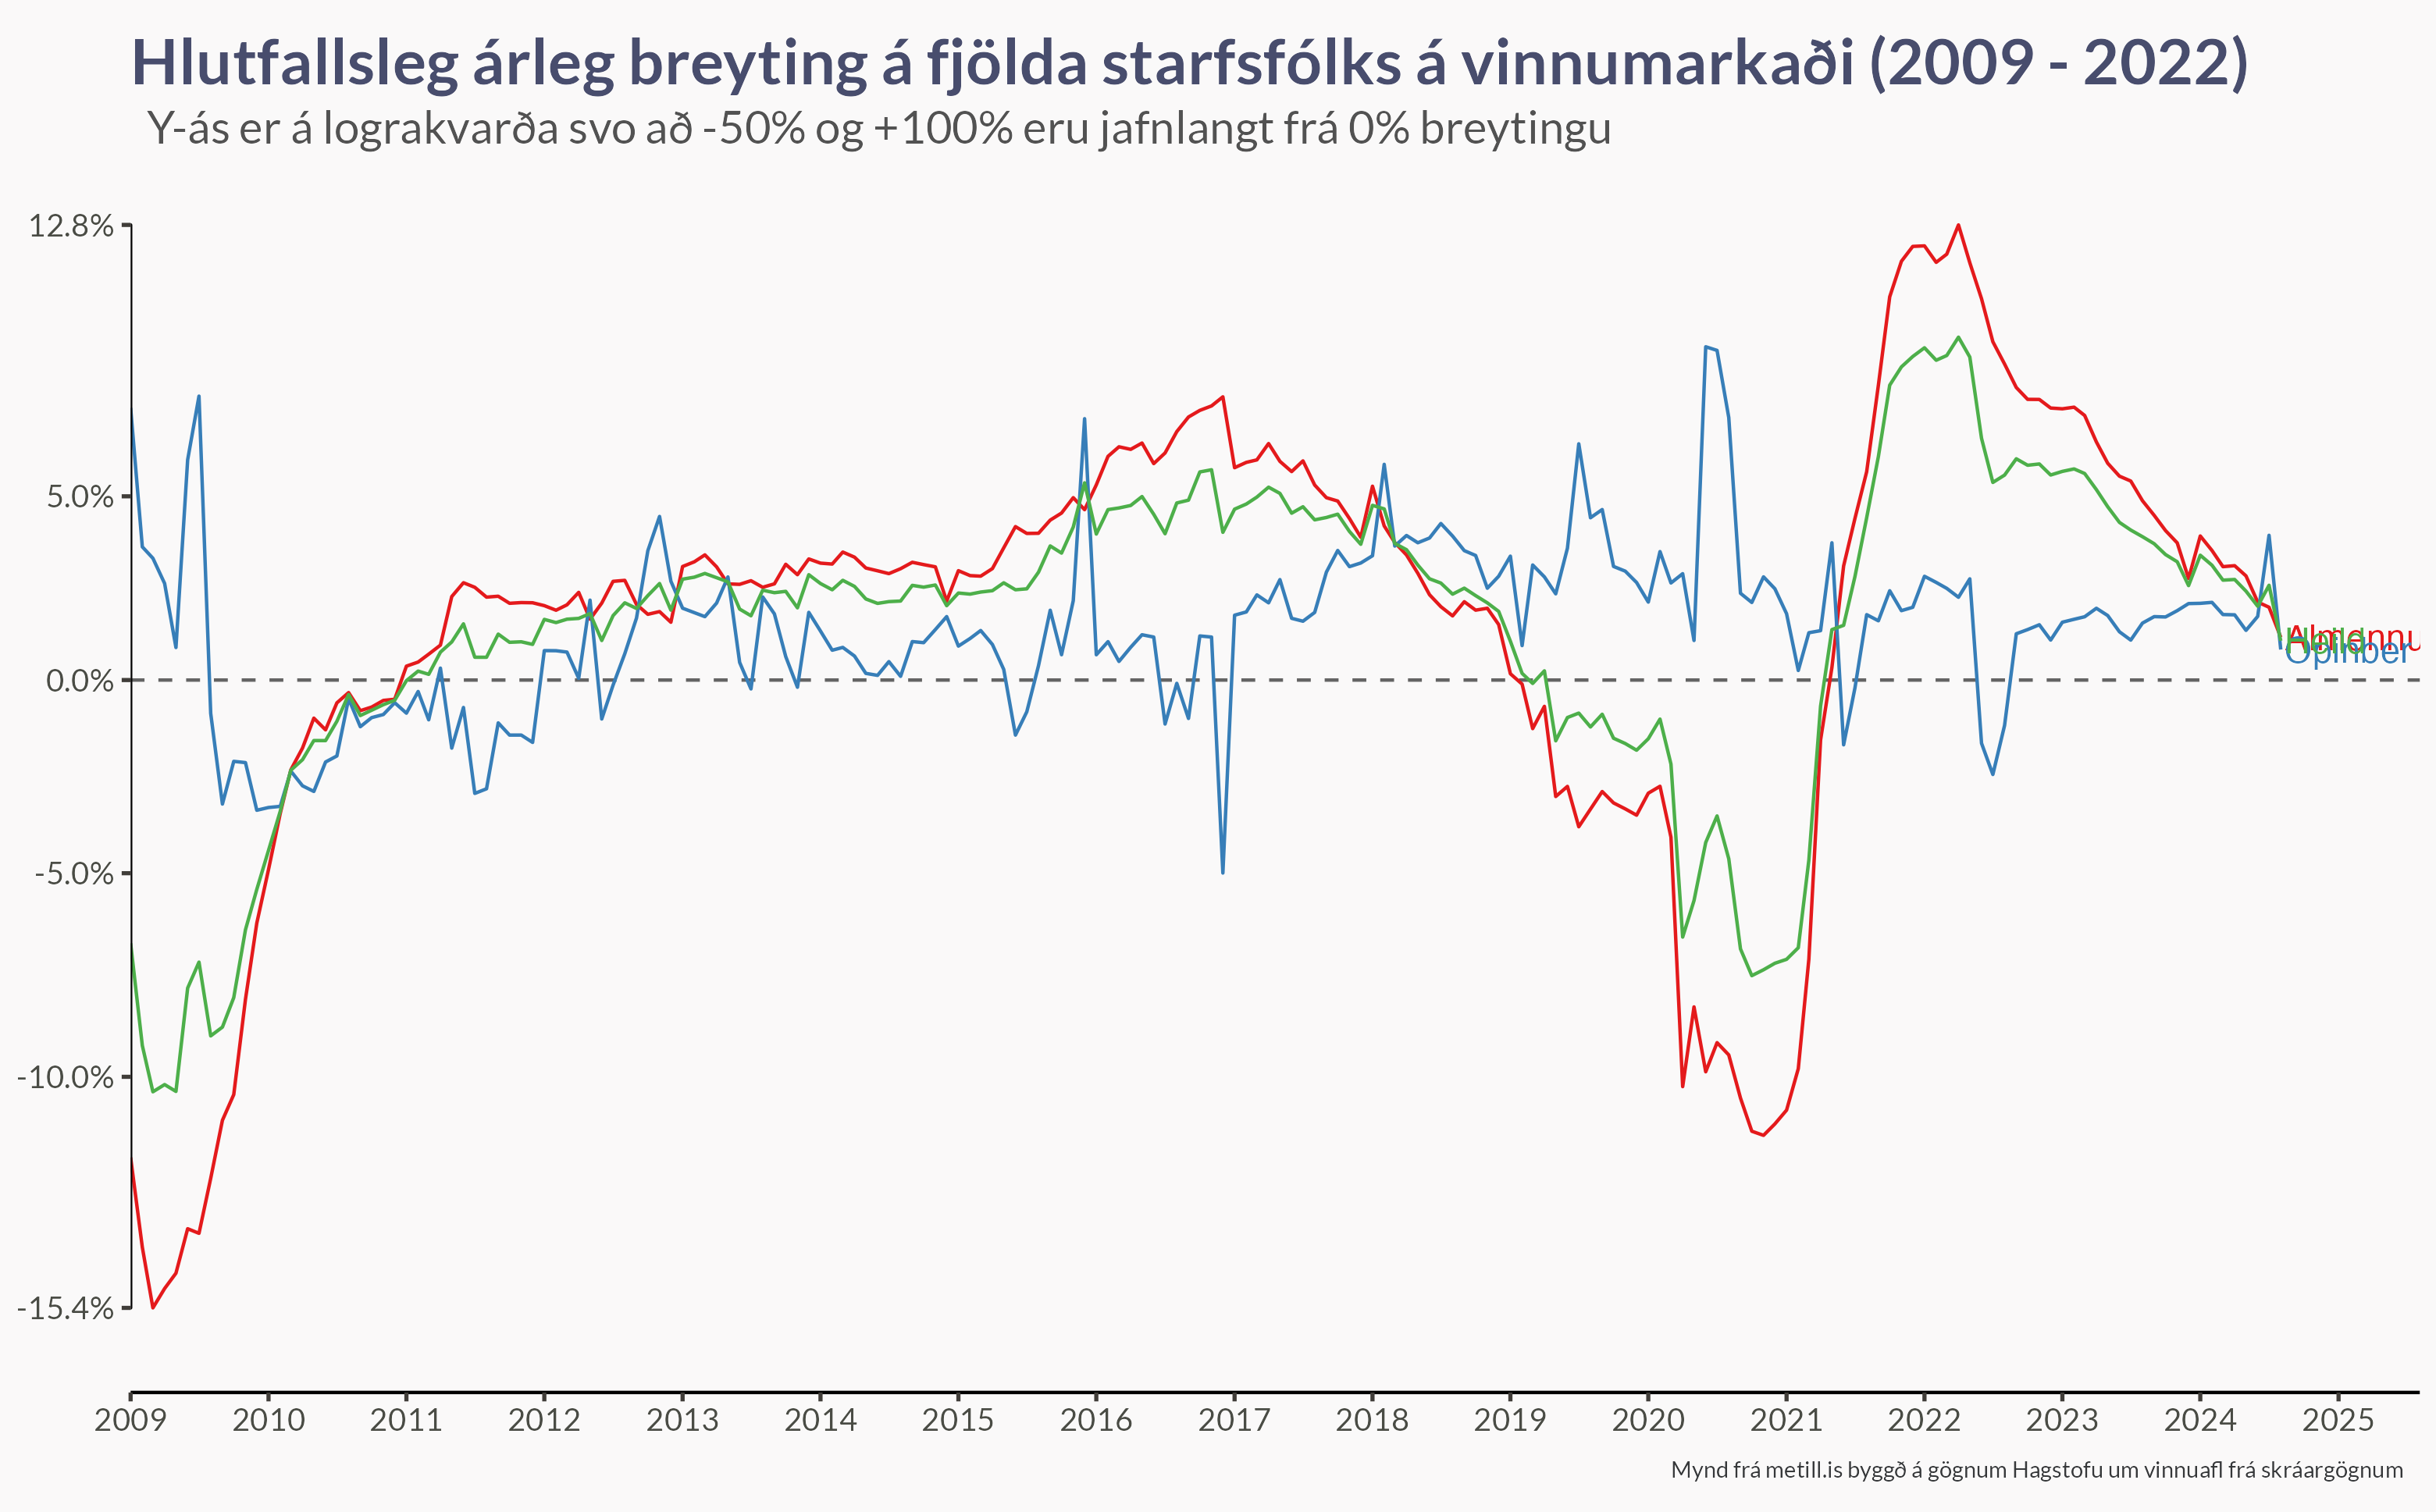 Hlutfallsleg árleg breyting á fjölda starfsfólks á vinnumarkaði (2009 - 2022)
Y-ás er á lograkvarða svo að -50% og +100% eru jafnlangt frá 0% breytingu
12.8%
5.0%
0.0%
-5.0%
-10.0%
-15.4%
Almennu
Opinber
2009 2010 2011 2012 2013 2014 2015 2016 2017 2018 2019 2020 2021 2022 2023 2024 2025
Mynd frá metill.is byggð á gögnum Hagstofu um vinnuafl frá skráargögnum